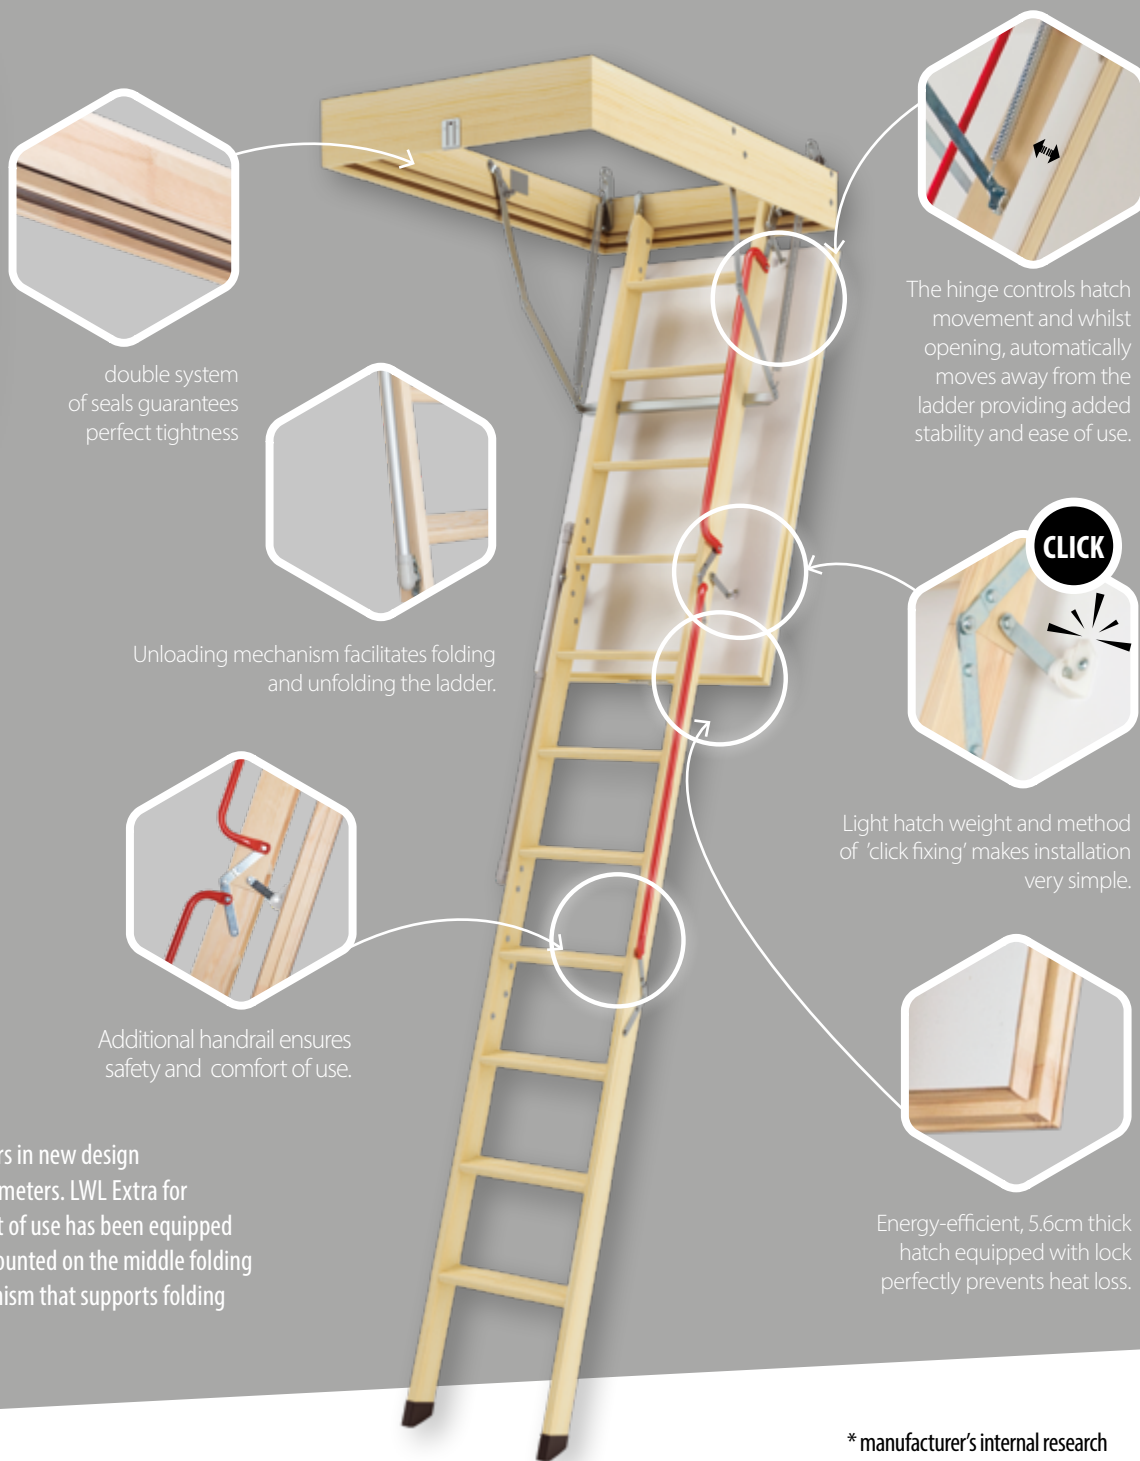 double system
of seals guarantees
perfect tightness
The hinge controls hatch
movement and whilst
opening, automatically
moves away from the
ladder providing added
stability and ease of use.
Unloading mechanism facilitates folding
and unfolding the ladder.
CLICK
Light hatch weight and method
of 'click fixing' makes installation
very simple.
Additional handrail ensures
safety and comfort of use.
Energy-efficient, 5.6cm thick
hatch equipped with lock
perfectly prevents heat loss.
in new design
LWL Extra for
of use has been equipped
on the middle folding
that supports folding
* manufacturer's internal research